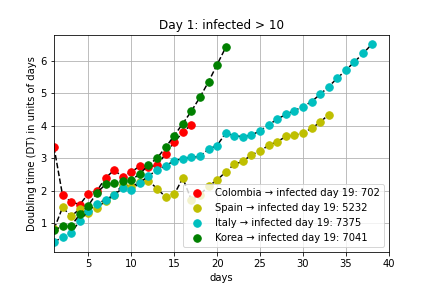 Day 1: infected > 10
Doubling time (DT) in units of days
6
5
4
3
2
1
Colombia → infected day 19: 702
Spain → infected day 19: 5232
Italy → infected day 19: 7375
Korea → infected day 19: 7041
5 10 15 20 25 30 35 40
days